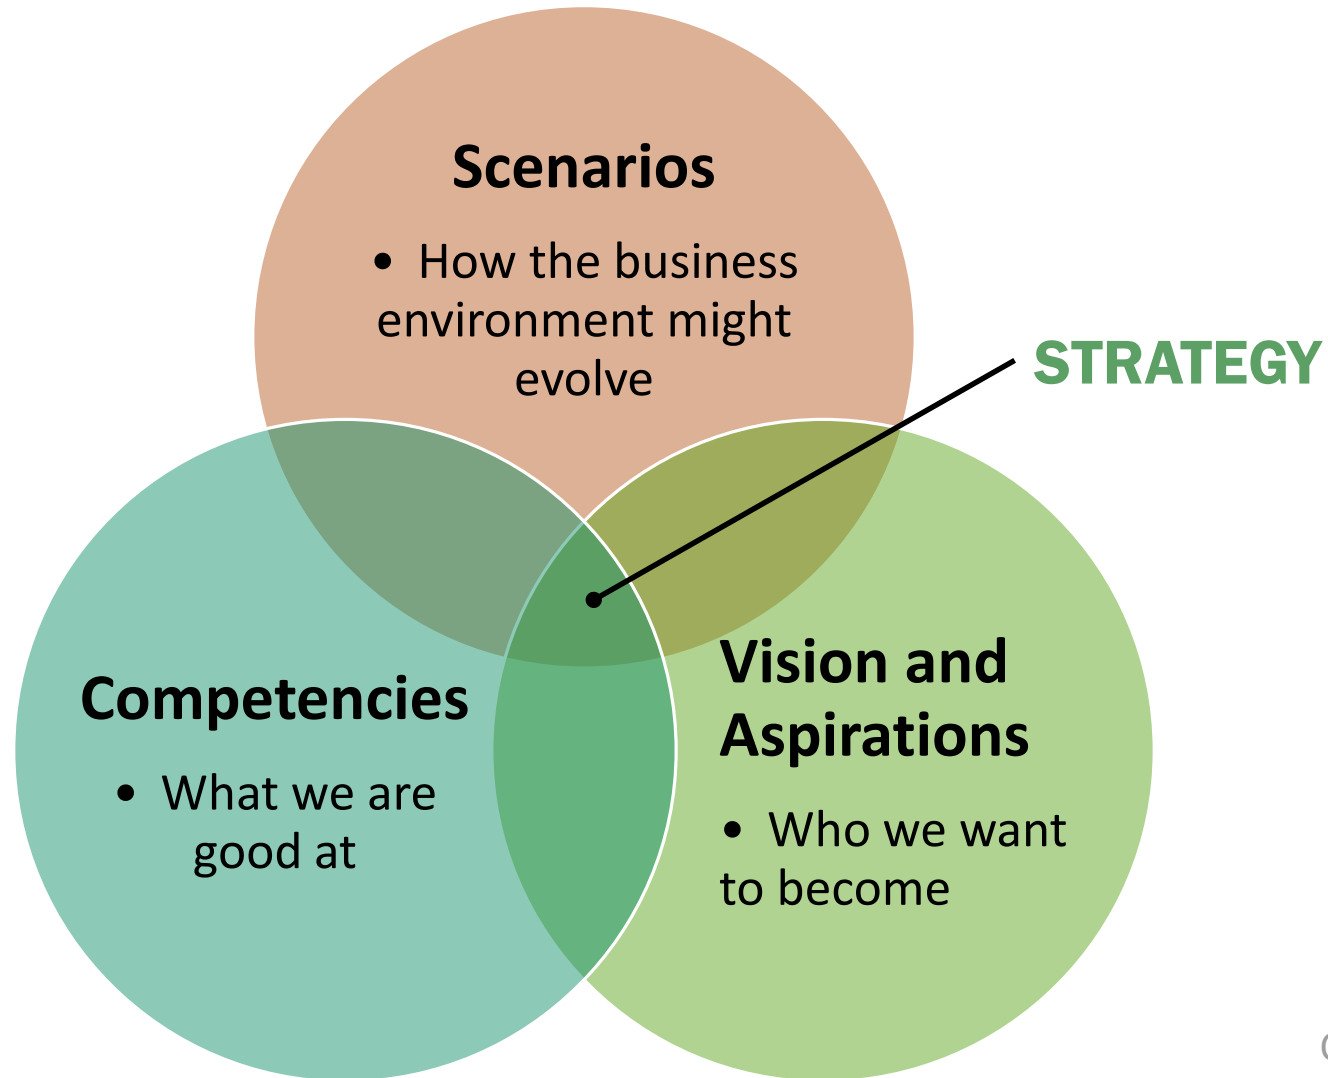 Scenarios
• How the business
environment might
evolve
STRATEGY
Competencies
• What we are
good at
Vision and
Aspirations
• Who we want
to become